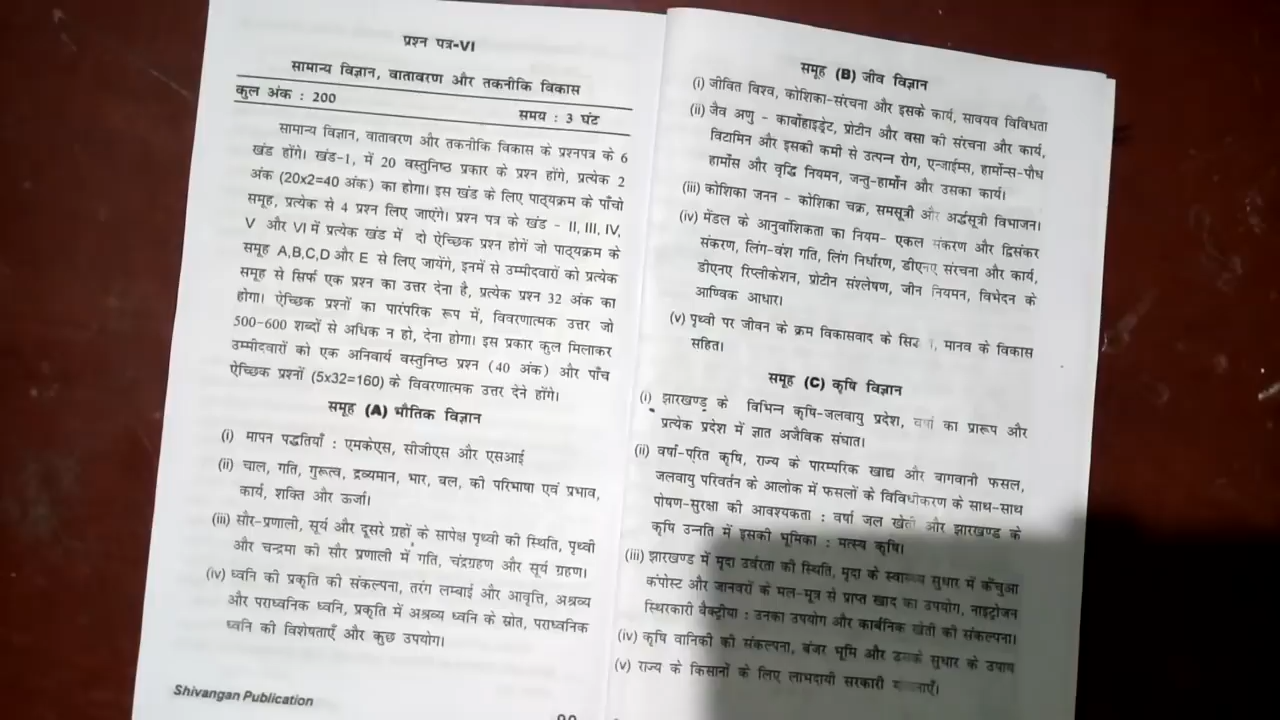 प्रश्न पत्र-VI
सामान्य विज्ञान, वातावरण और तकनीकि विकास
कुल अंक : 200
समय : 3 घंट
सामान्य विज्ञान, वातावरण और तकनीकि विकास के प्रश्नपत्र के 6
खंड होंगे। खंड-1, में 20 वस्तुनिष्ठ प्रकार के प्रश्न होंगे, प्रत्येक 2
अंक (20x2=40 अंक) का होगा। इस खंड के लिए पाठ्यक्रम के पाँचो
समूह, प्रत्येक से 4 प्रश्न लिए जाएंगे। प्रश्न पत्र के खंड - II, III, IV,
V और VI में प्रत्येक खंड में दो ऐच्छिक प्रश्न होगें जो पाठ्यक्रम के
समूह A,B,C,D और E से लिए जायेंगे, इनमें से उम्मीदवारों को प्रत्येक
समूह से सिर्फ एक प्रश्न का उत्तर देना है, प्रत्येक प्रश्न 32 अंक का
होगा। ऐच्छिक प्रश्नों का पारंपरिक रूप में, विवरणात्मक उत्तर जो
500-600 शब्दों से अधिक न हो, देना होगा। इस प्रकार कुल मिलाकर
उम्मीदवारों को एक अनिवार्य वस्तुनिष्ठ प्रश्न (40 अंक) और पाँच
ऐच्छिक प्रश्नों (5x32=160) के विवरणात्मक उत्तर देने होंगे।
समूह (A) भौतिक विज्ञान
(i) मापन पद्धतियाँ : एमकेएस, सीजीएस और एसआई
(ii) चाल, गति, गुरूत्व, द्रव्यमान, भार, बल, की परिभाषा एवं प्रभाव,
कार्य, शक्ति और ऊर्जा।
(iii) सौर-प्रणाली, सूर्य और दूसरे ग्रहों के सापेक्ष पृथ्वी की स्थिति, पृथ्वी
और चन्द्रमा की सौर प्रणाली में गति, चंद्रग्रहण और सूर्य ग्रहण।
(iv) ध्वनि की प्रकृति की संकल्पना, तरंग लम्बाई और आवृत्ति, अश्रव्य
और पराध्वनिक ध्वनि, प्रकृति में अश्रव्य ध्वनि के स्रोत, पराध्वनिक
ध्वनि की विशेषताएँ और कुछ उपयोग।
Shivangan Publication
समूह (B) जीव विज्ञान
(i) जीवित विश्व, कोशिका-संरचना और इसके कार्य, सावयव विविधता
(ii) जैव अणु - कार्बोहाइड्रेट, प्रोटीन और वसा की संरचना और कार्य,
विटामिन और इसकी कमी से उत्पन्न रोग, एन्जाईम्स, हार्मोन्स-पौध
हार्मोंस और वृद्धि नियमन, जन्तु-हार्मोन और उसका कार्य।
(iii) कोशिका जनन - कोशिका चक्र, समसूत्री और अर्द्धसूत्री विभाजन।
(iv) मेंडल के आनुवांशिकता का नियम- एकल संकरण और द्विसंकर
संकरण, लिंग-वंश गति, लिंग निर्धारण, डीएनए संरचना और कार्य,
डीएनए रिप्लीकेशन, प्रोटीन संश्लेषण, जीन नियमन, विभेदन के
आण्विक आधार।
(v) पृथ्वी पर जीवन के क्रम विकासवाद के मानव के विकास
सहित।
समूह (C) कृषि विज्ञान
(i) झारखण्ड के विभिन्न कृषि-जलवायु प्रदेश, वर्षा का प्रारूप और
प्रत्येक प्रदेश में ज्ञात अजैविक संघात।
(ii) वर्षा-प्रित कृषि, राज्य के पारम्परिक खाद्य और बागवानी फसल,
जलवायु परिवर्तन के आलोक में फसलों के विविधीकरण के साथ-साथ
पोषण-सुरक्षा की आवश्यकता : वर्षा जल खेती और झारखण्ड के
कृषि उन्नति में इसकी भूमिका : मत्स्य कृषि।
(iii) झारखण्ड में मृदा उर्वरता की स्थिति, मृदा के स्वास्थ्य सुधार में केंचुआ
कंपोस्ट और जानवरों के मल-मूत्र से प्राप्त खाद का उपयोग, नाइट्रोजन
स्थिरकारी बैक्ट्रीया : उनका उपयोग और कार्बनिक खेती की संकल्पना।
(iv) कृषि वानिकी की संकल्पना, बंजर भूमि और उसके सुधार के उपाय
(v) राज्य के किसानों के लिए लाभदायी सरकारी